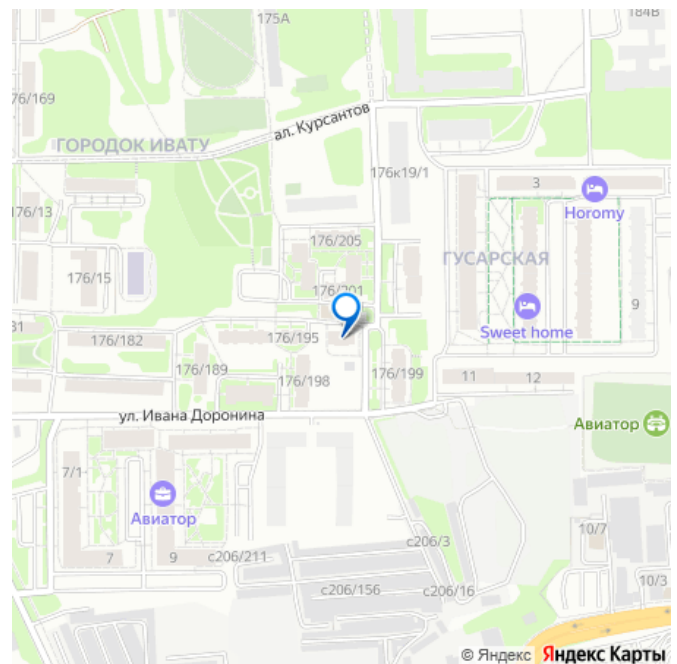 175А
184В
76/169
ал. Курсантов
ГОРОДОК ИВАТУ
176к19/1
3
Horomy
176/13
176/205
ГУСАРСКАЯ
176/15
176/201
9
Sweet home
31
176/182
176/195
176/189
176/198
176/199
11
12
ул. Ивана Доронина
Авиатор
7/1
Авиатор
10/7
с206/3
7
9
с206/211
с206/156
с206/16
10/3
© Яндекс Яндекс Карты